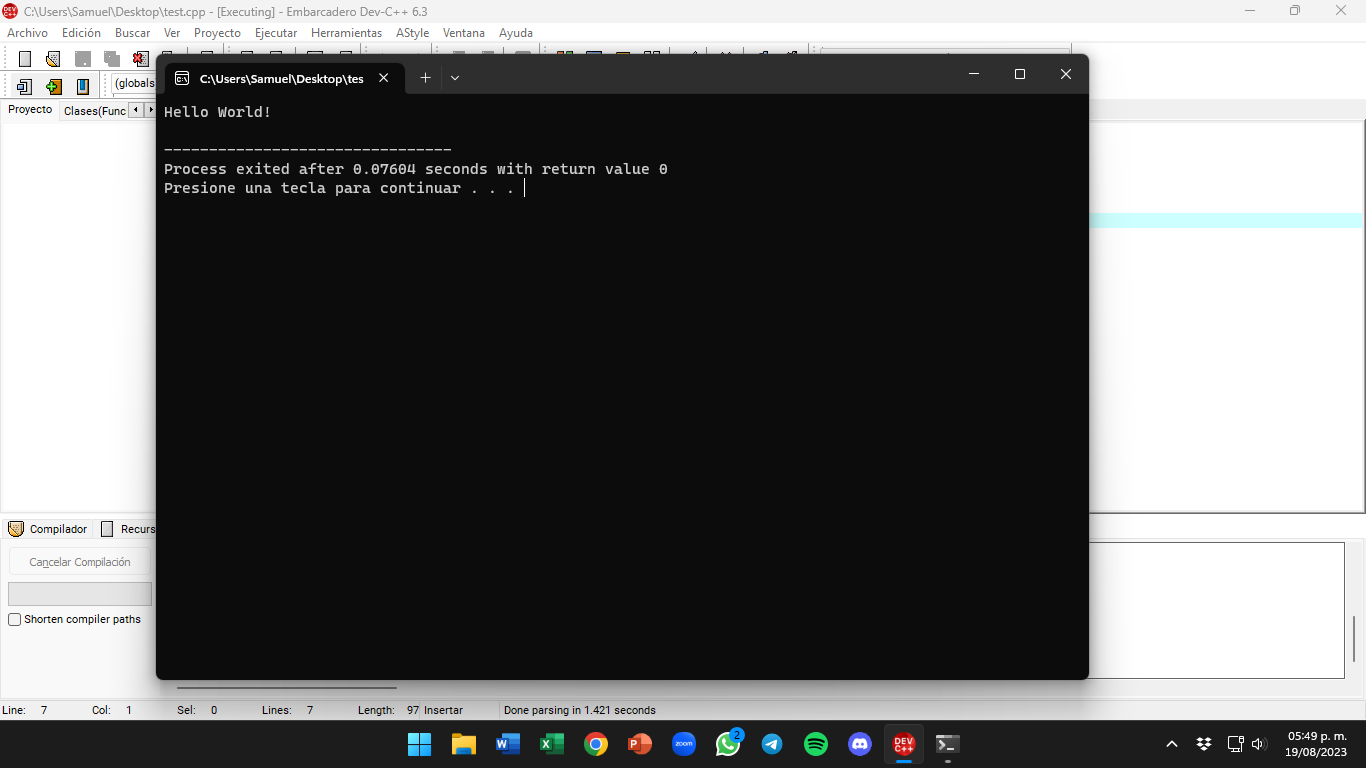 C:\Users\Samuel\Desktop\test.cpp - [Executing] - Embarcadero Dev-C++ 6.3
Archivo Edición Buscar Ver Proyecto Ejecutar Herramientas AStyle Ventana Ayuda
(globals
Proyecto Clases(Func
C:\Users\Samuel\Desktop\tes
Hello World!
--------------------------------
Process exited after 0.07604 seconds with return value 0
Presione una tecla para continuar . . .
Compilador Recurs
Cancelar Compilación
Shorten compiler paths
Line: 7 Col: 1 Sel: 0 Lines: 7 Length: 97 Insertar Done parsing in 1.421 seconds
W X P zoom 2 DEV C++
05:49 p. m.
19/08/2023